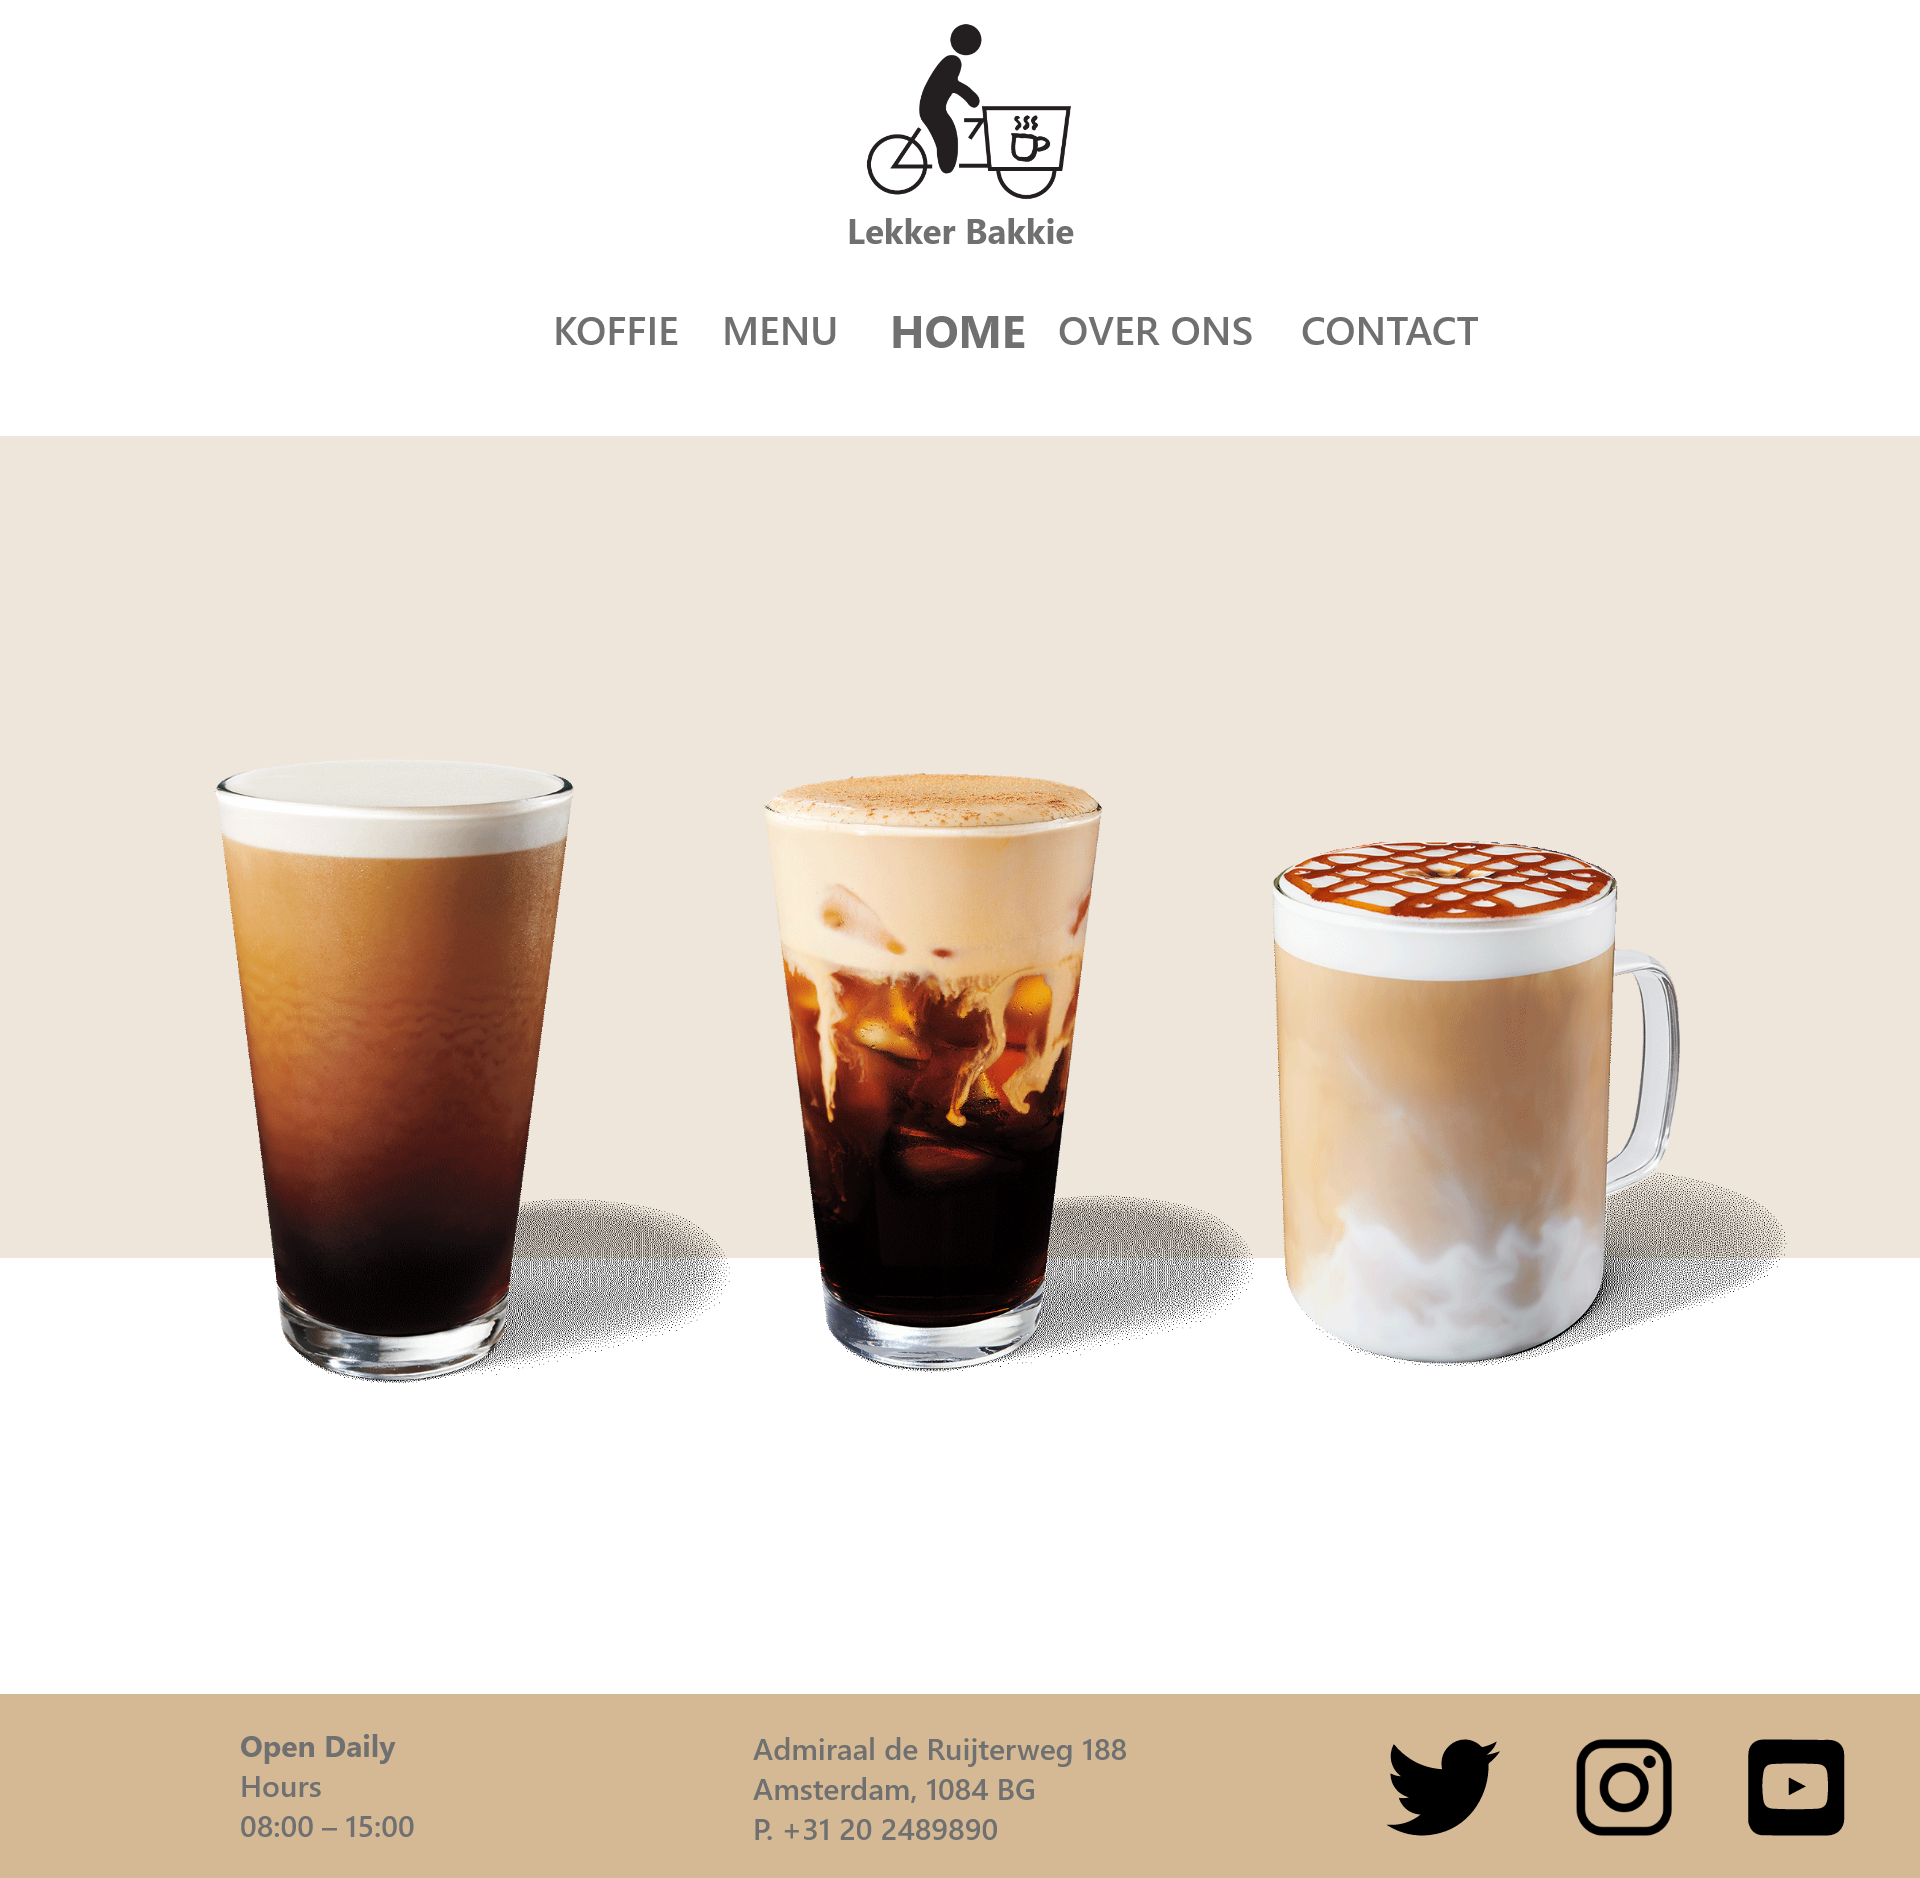 Lekker Bakkie
KOFFIE MENU HOME OVER ONS CONTACT
Open Daily
Hours
08:00 – 15:00
Admiraal de Ruijterweg 188
Amsterdam, 1084 BG
P. +31 20 2489890